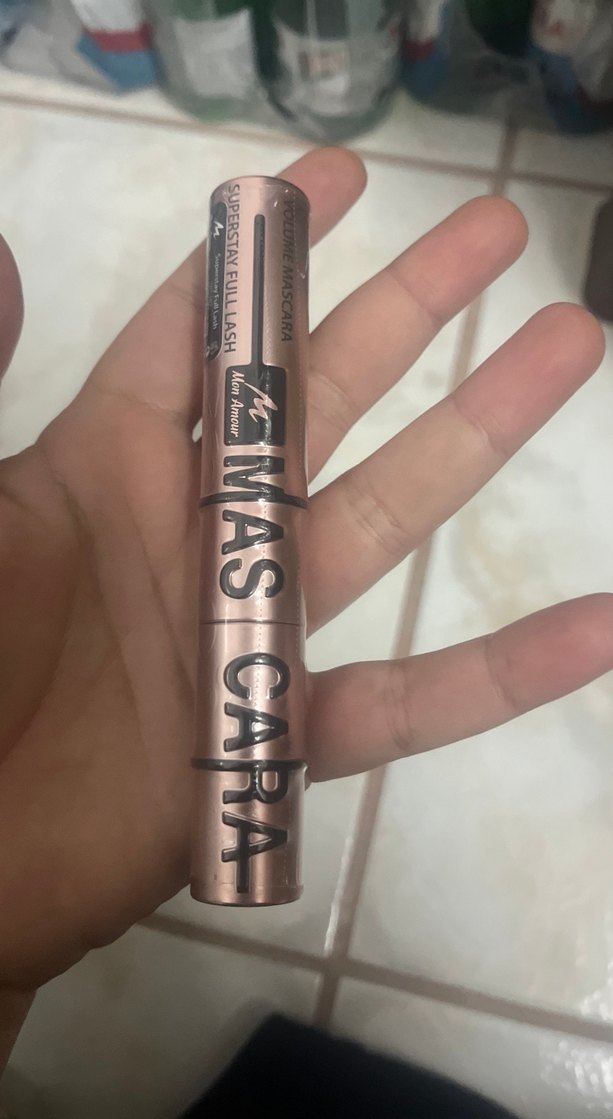 VOLUME MASCARA
SUPERSTAY FULL LASH
Superstay Full Lash
Mon Amour
MAS
CARA